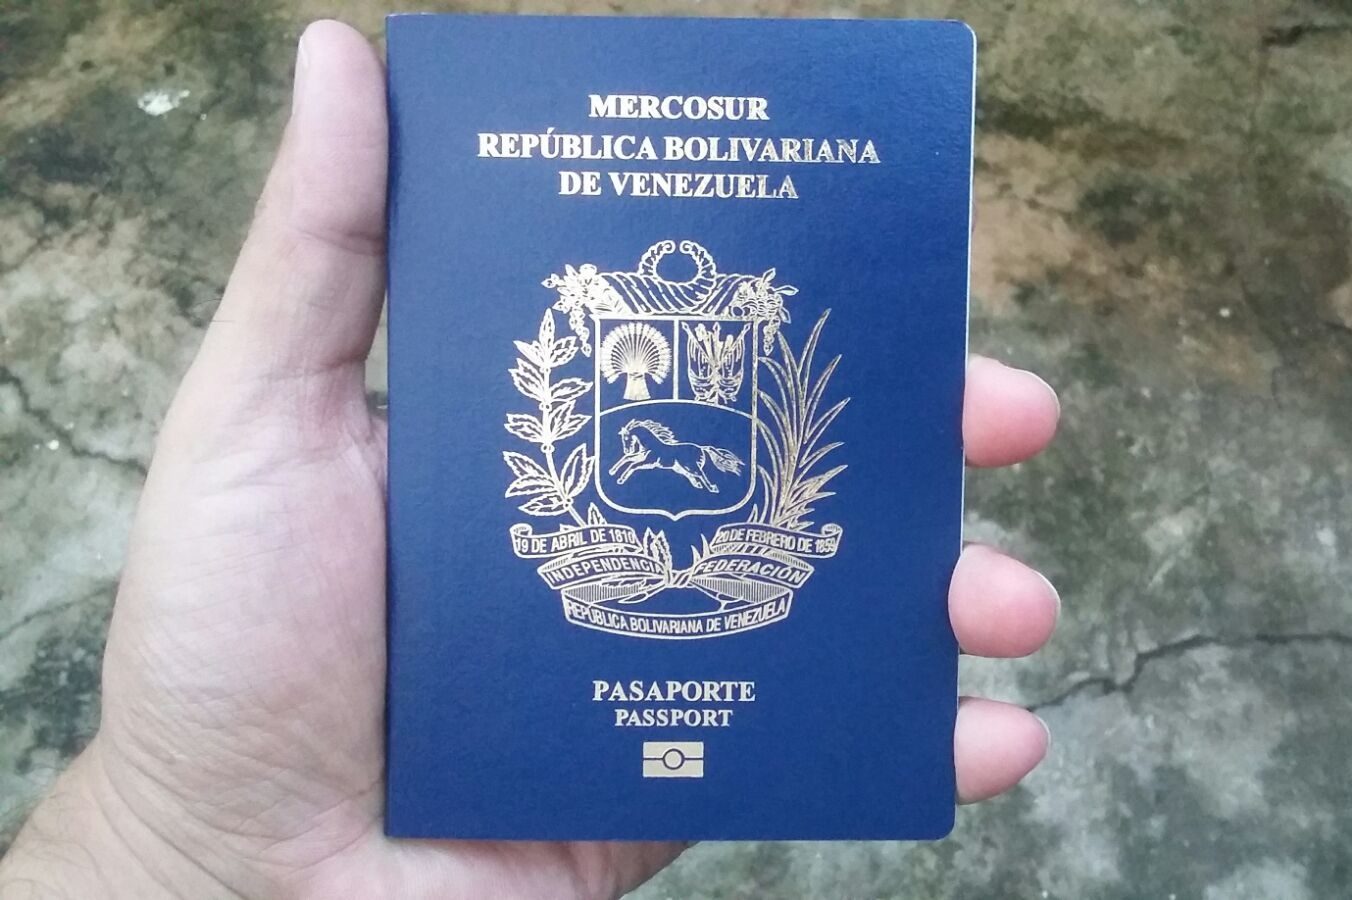 MERCOSUR
REPÚBLICA BOLIVARIANA
DE VENEZUELA
19 DE ABRIL DE 1810
20 DE FEBRERO DE 1859
INDEPENDENCIA
FEDERACIÓN
REPÚBLICA BOLIVARIANA DE VENEZUELA
PASAPORTE
PASSPORT